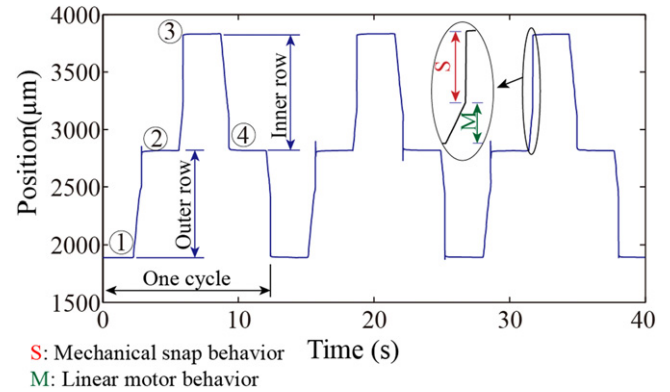 4000
3500
3000
2500
2000
1500
Position(μm)
①
②
③
④
Outer row
Inner row
S
M
One cycle
0
10
20
30
40
Time (s)
S: Mechanical snap behavior
M: Linear motor behavior